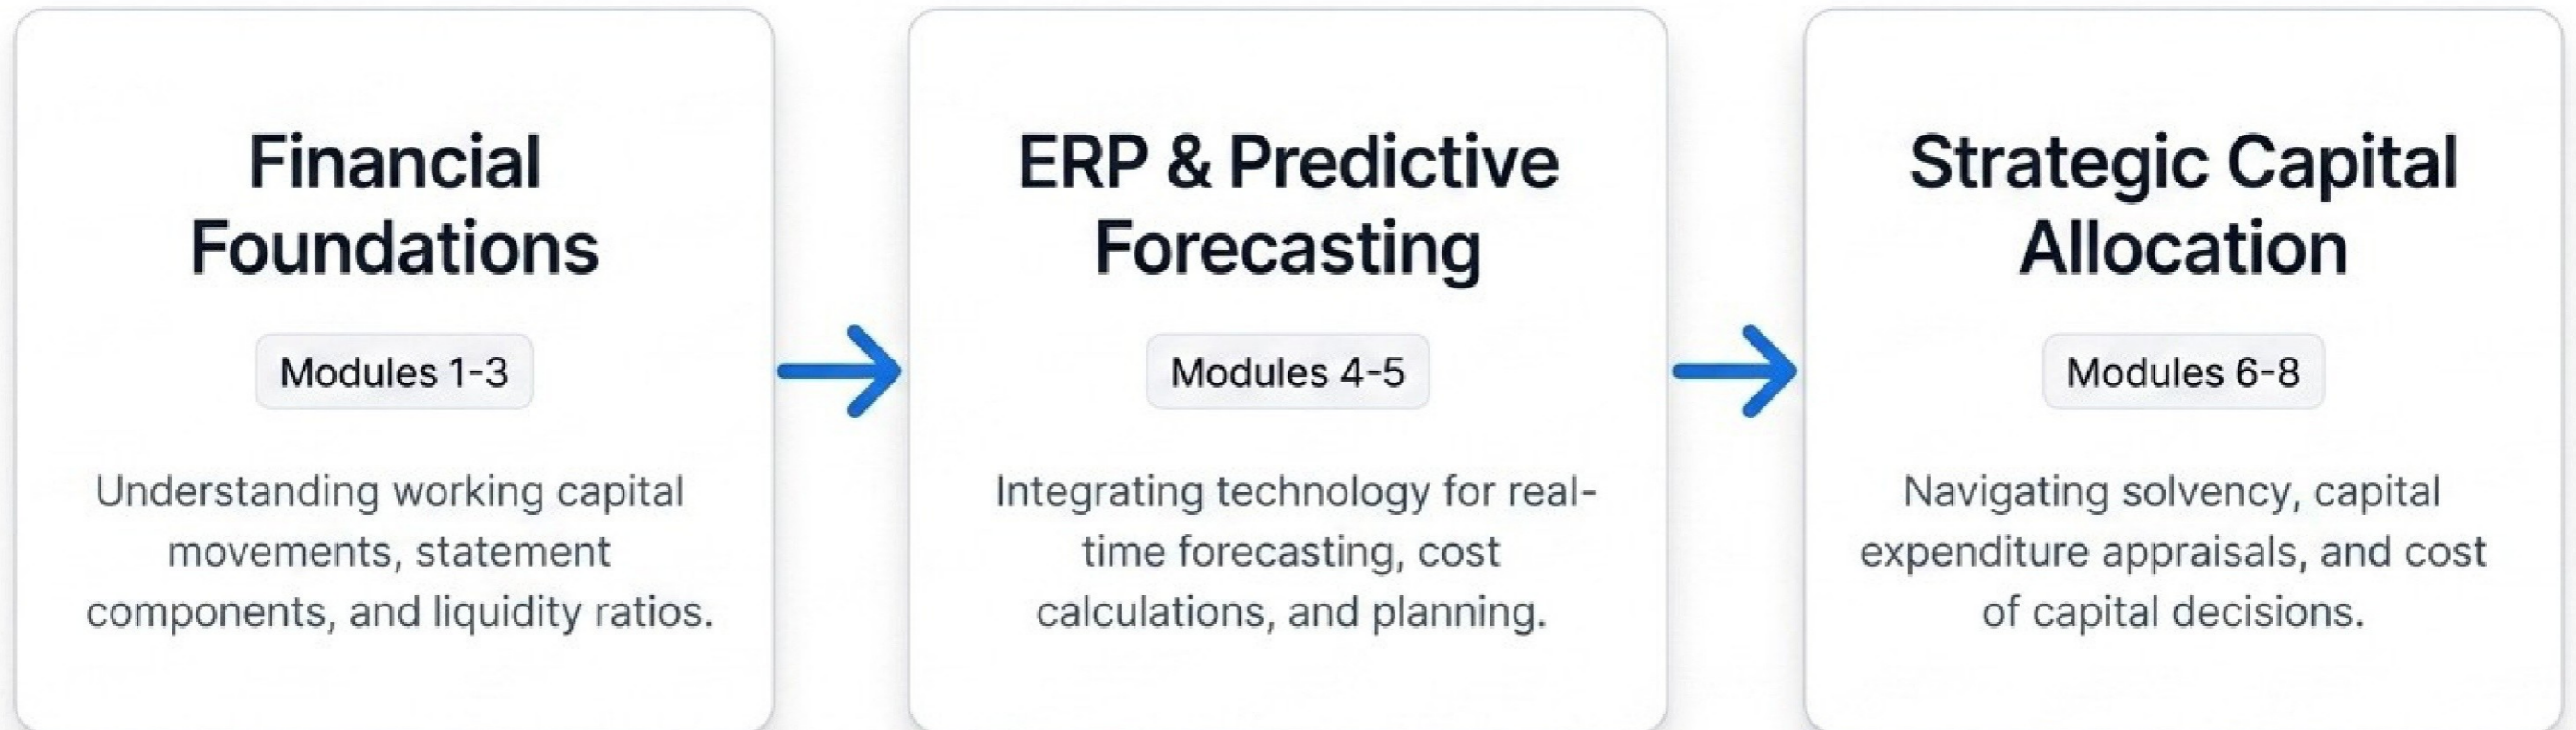 Financial
Foundations
Modules 1-3
Understanding working capital
movements, statement
components, and liquidity ratios.
ERP & Predictive
Forecasting
Modules 4-5
Integrating technology for real-
time forecasting, cost
calculations, and planning.
Strategic Capital
Allocation
Modules 6-8
Navigating solvency, capital
expenditure appraisals, and cost
of capital decisions.